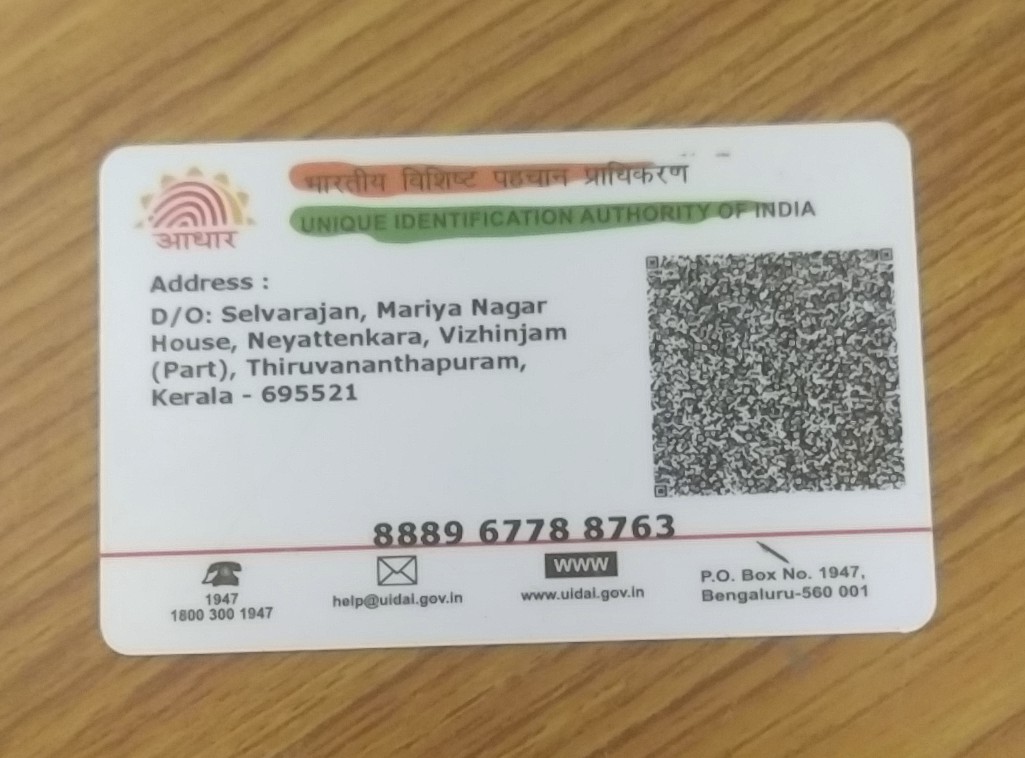 भारतीय विशिष्ट पहचान प्राधिकरण
UNIQUE IDENTIFICATION AUTHORITY OF INDIA
आधार
Address :
D/O: Selvarajan, Mariya Nagar
House, Neyattenkara, Vizhinjam
(Part), Thiruvananthapuram,
Kerala - 695521
8889 6778 8763
1947
1800 300 1947
help@uidai.gov.in
WWW
www.uidai.gov.in
P.O. Box No. 1947,
Bengaluru-560 001